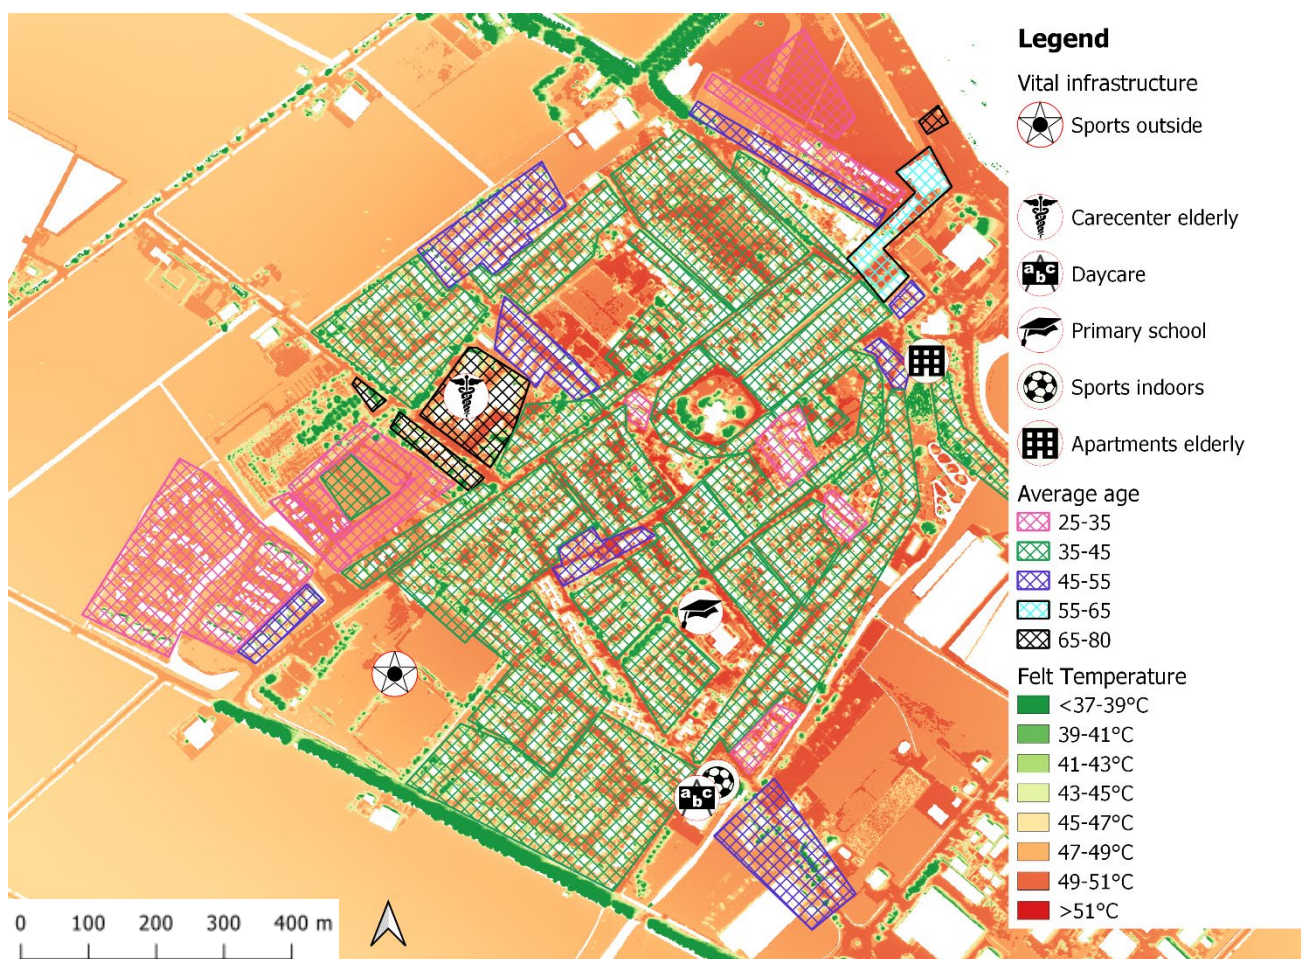 Legend
Vital infrastructure
Sports outside
Carecenter elderly
abc Daycare
Primary school
Sports indoors
Apartments elderly
Average age
25-35
35-45
45-55
55-65
65-80
Felt Temperature
<37-39°C
39-41°C
41-43°C
43-45°C
45-47°C
47-49°C
49-51°C
>51°C
abc
0 100 200 300 400 m